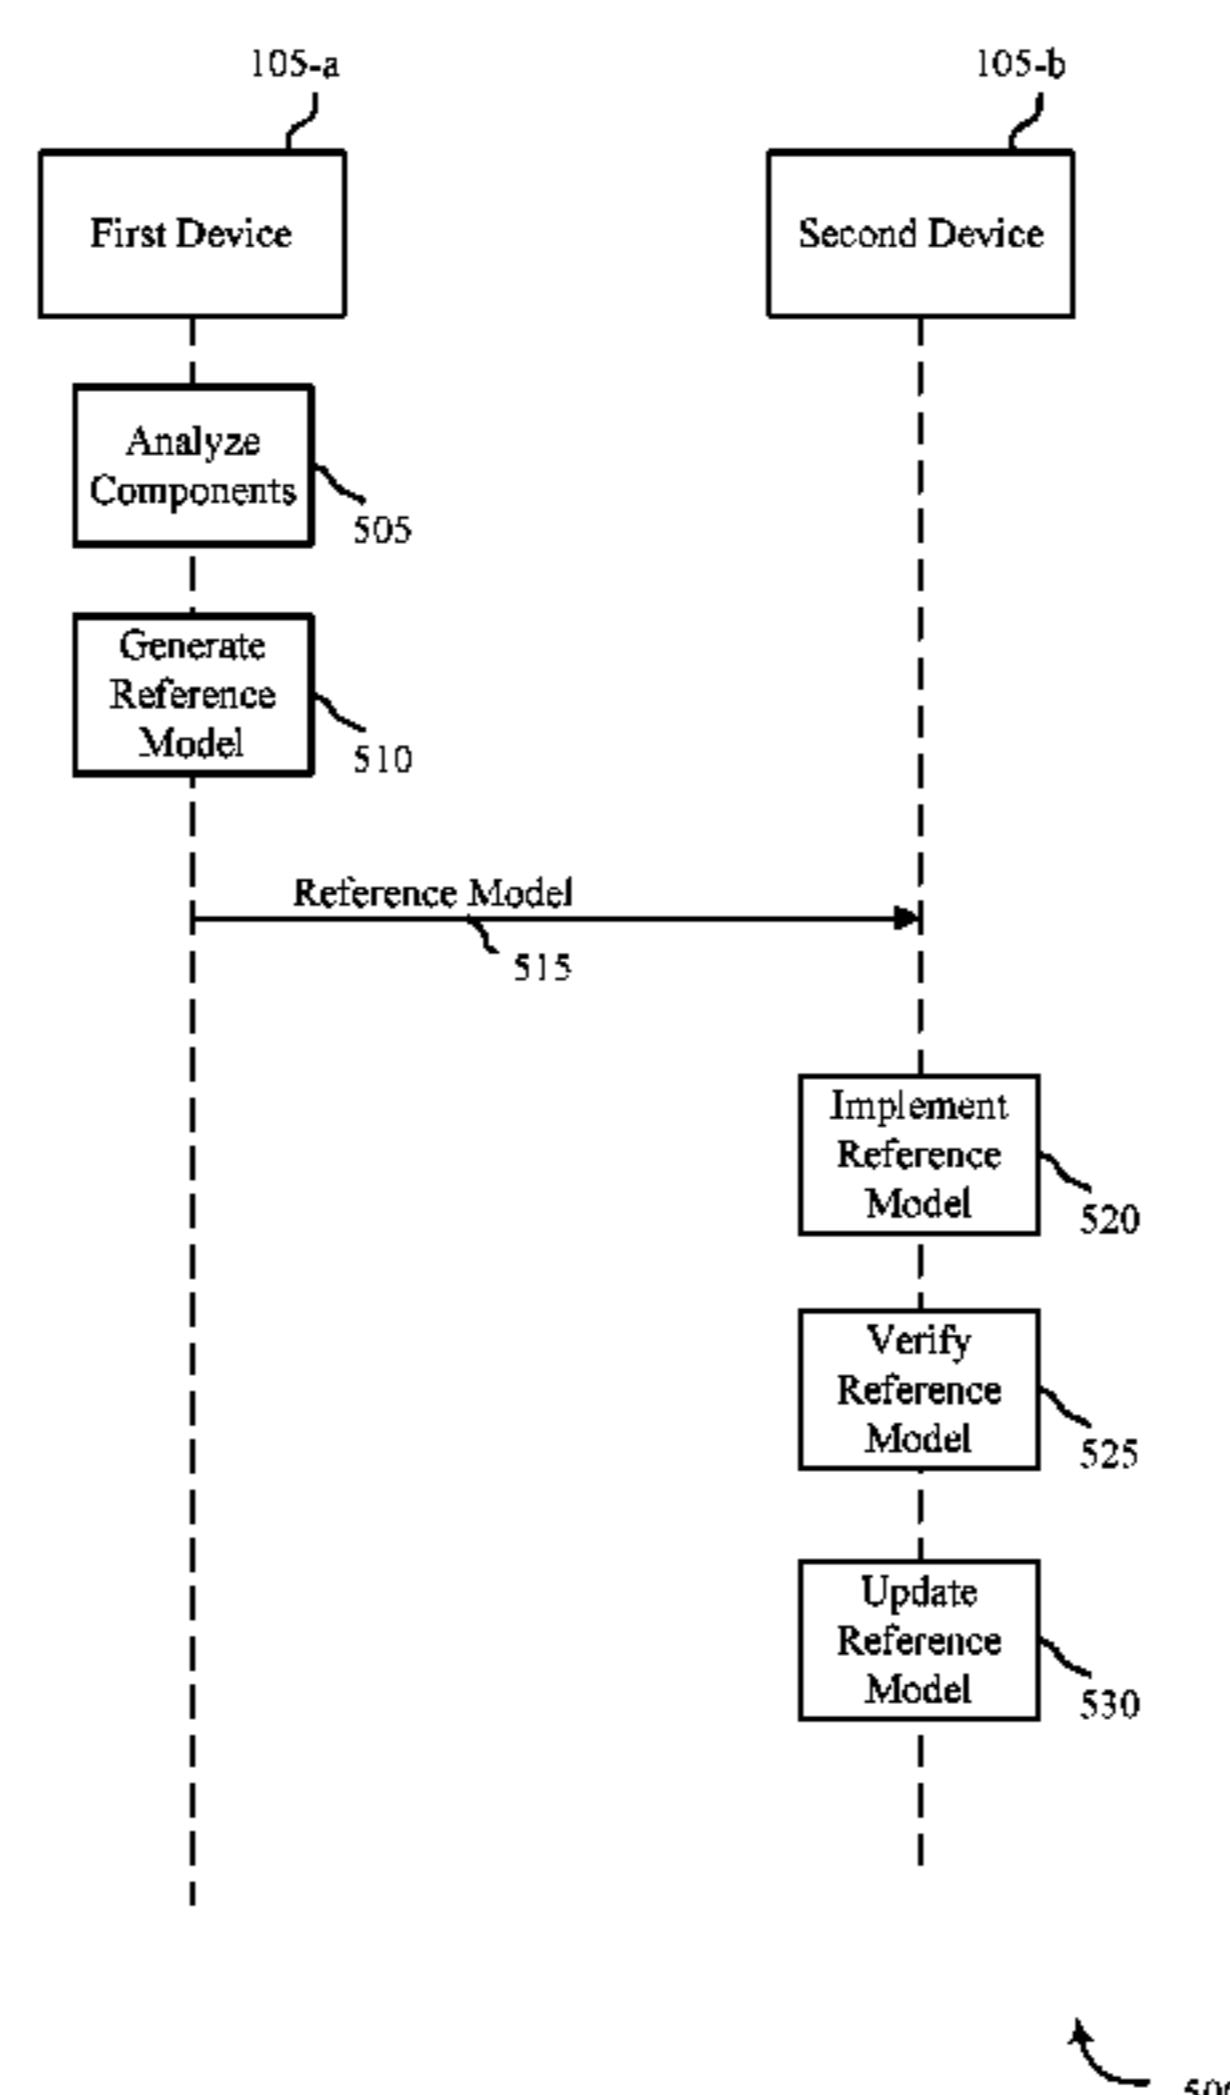 105-a
105-b
First Device
Second Device
Analyze
Components
505
Generate
Reference
Model
510
Reference Model
515
Implement
Reference
Model
520
Verify
Reference
Model
525
Update
Reference
Model
530